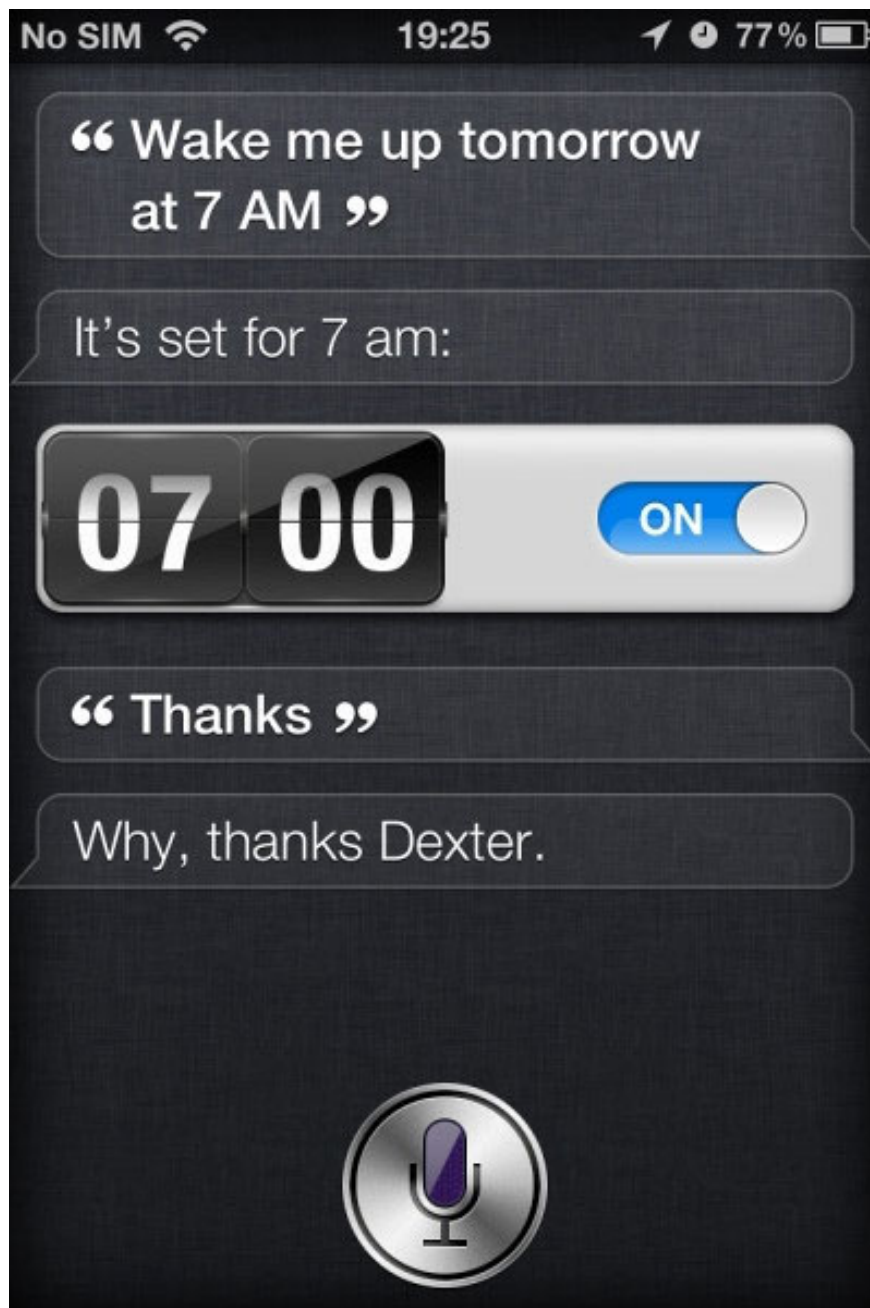 No SIM 19:25 77%
“ Wake me up tomorrow
at 7 AM ”
It’s set for 7 am:
07 00 ON
“ Thanks ”
Why, thanks Dexter.